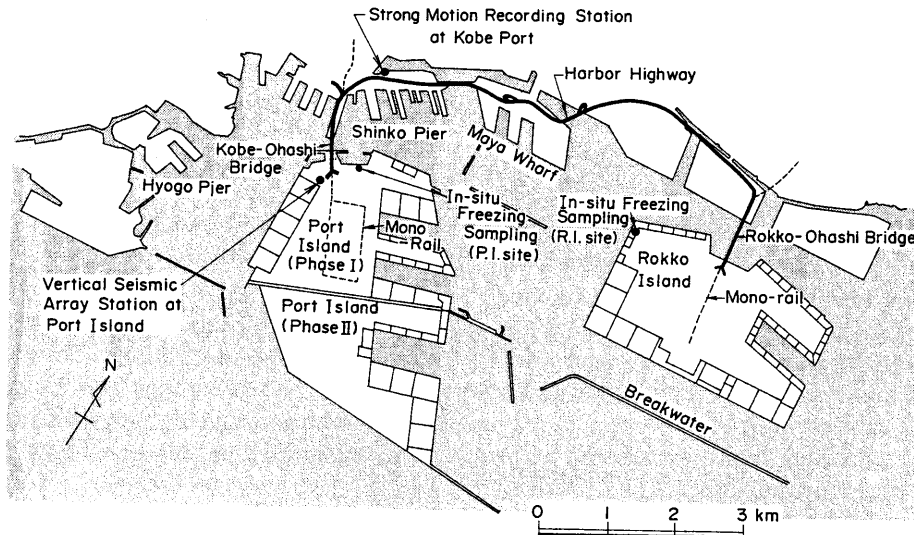 Strong Motion Recording Station
at Kobe Port
Harbor Highway
Shinko Pier
Maya Wharf
Kobe-Ohashi
Bridge
Hyogo Pier
In-situ Freezing
Sampling
(P.I. site)
In-situ Freezing
Sampling
(R.I. site)
Rokko-Ohashi Bridge
Port
Island
(Phase I)
Mono
Rail
Rokko
Island
Mono-rail
Vertical Seismic
Array Station at
Port Island
Port Island
(Phase II)
N
Breakwater
0 1 2 3 km